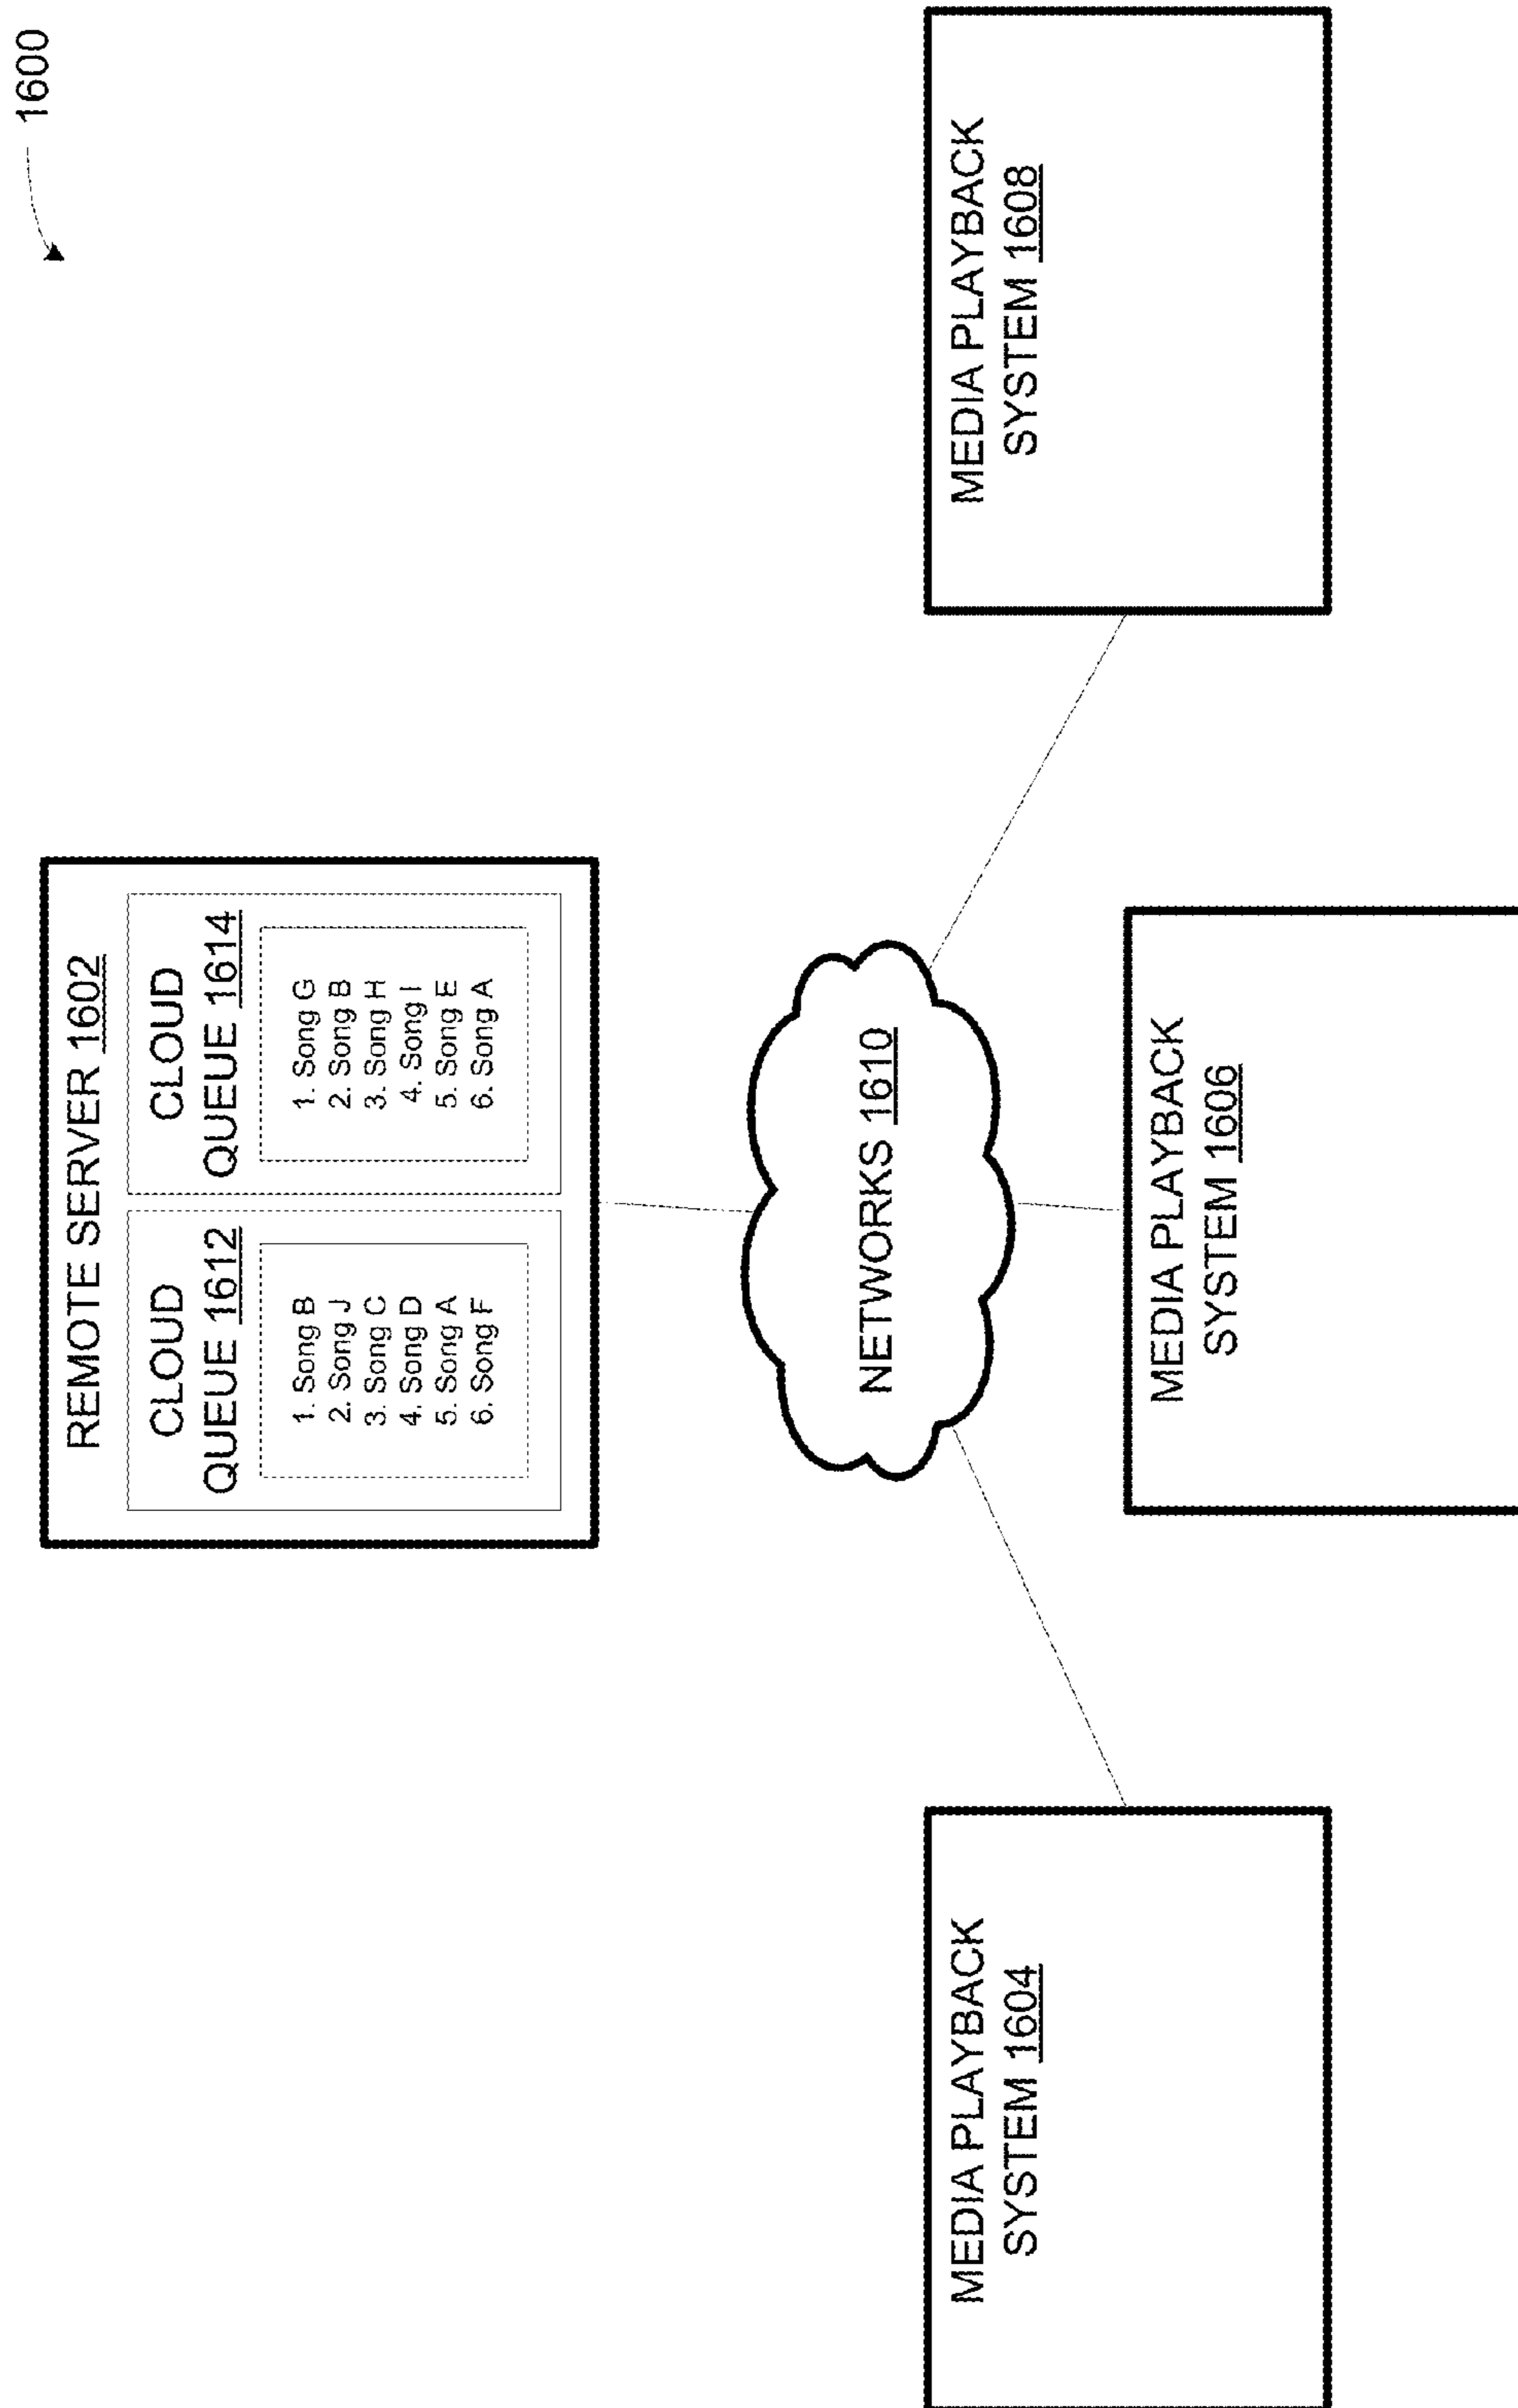 1600
REMOTE SERVER 1602
CLOUD
QUEUE 1612
1. Song B
2. Song J
3. Song C
4. Song D
5. Song A
6. Song F
CLOUD
QUEUE 1614
1. Song G
2. Song B
3. Song H
4. Song I
5. Song E
6. Song A
NETWORKS 1610
MEDIA PLAYBACK
SYSTEM 1604
MEDIA PLAYBACK
SYSTEM 1606
MEDIA PLAYBACK
SYSTEM 1608